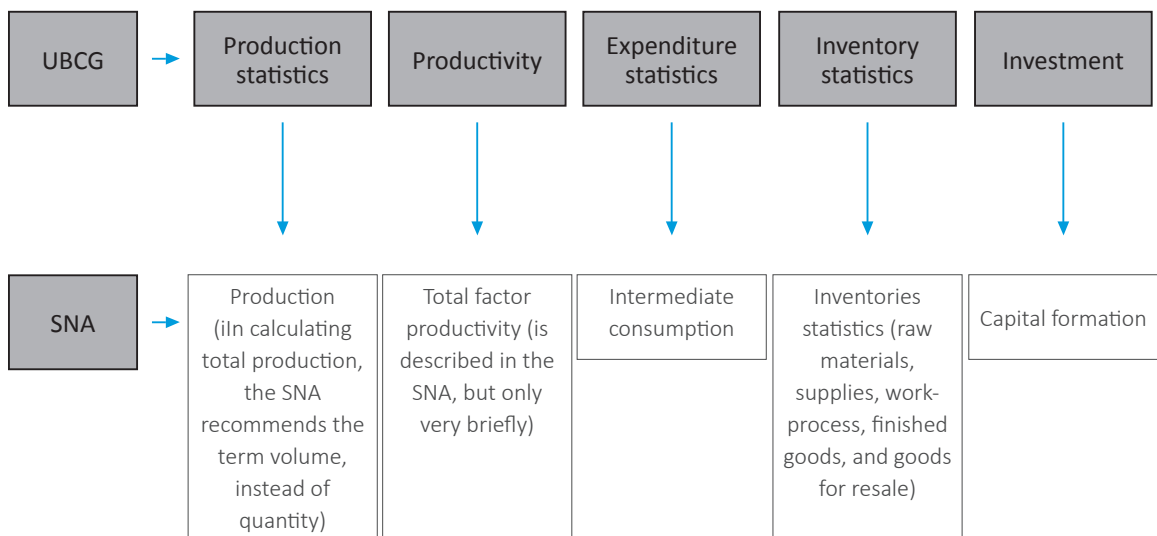 UBCG
Production
statistics
Productivity
Expenditure
statistics
Inventory
statistics
Investment
SNA
Production
(iIn calculating
total production,
the SNA
recommends the
term volume,
instead of
quantity)
Total factor
productivity (is
described in the
SNA, but only
very briefly)
Intermediate
consumption
Inventories
statistics (raw
materials,
supplies, work-
process, finished
goods, and goods
for resale)
Capital formation